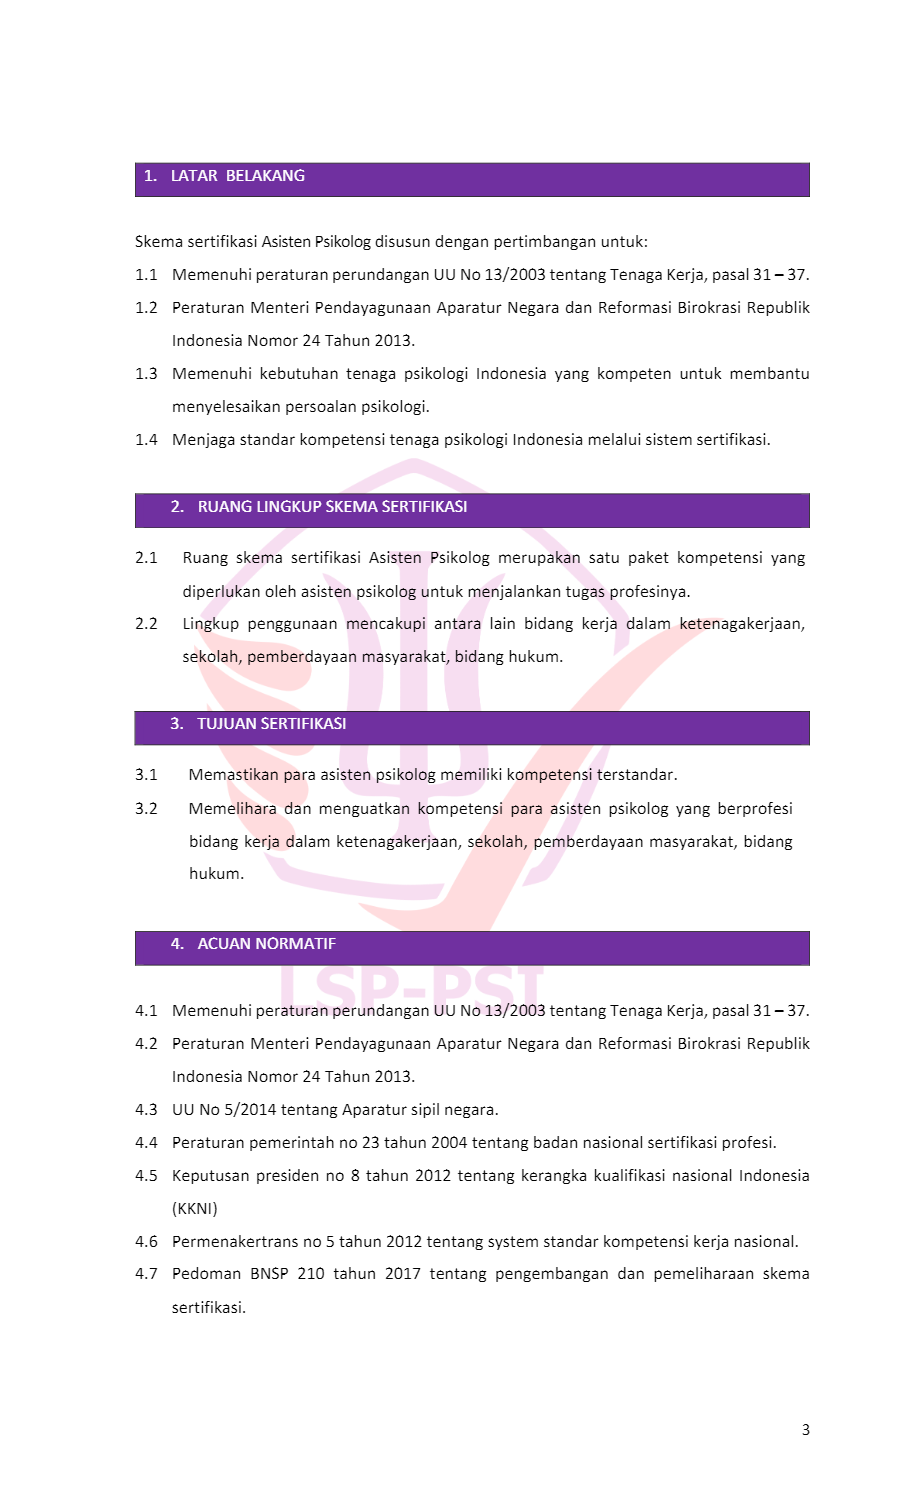 1. LATAR BELAKANG
Skema sertifikasi Asisten Psikolog disusun dengan pertimbangan untuk:
1.1 Memenuhi peraturan perundangan UU No 13/2003 tentang Tenaga Kerja, pasal 31 – 37.
1.2 Peraturan Menteri Pendayagunaan Aparatur Negara dan Reformasi Birokrasi Republik
Indonesia Nomor 24 Tahun 2013.
1.3 Memenuhi kebutuhan tenaga psikologi Indonesia yang kompeten untuk membantu
menyelesaikan persoalan psikologi.
1.4 Menjaga standar kompetensi tenaga psikologi Indonesia melalui sistem sertifikasi.
2. RUANG LINGKUP SKEMA SERTIFIKASI
2.1 Ruang skema sertifikasi Asisten Psikolog merupakan satu paket kompetensi yang
diperlukan oleh asisten psikolog untuk menjalankan tugas profesinya.
2.2 Lingkup penggunaan mencakupi antara lain bidang kerja dalam ketenagakerjaan,
sekolah, pemberdayaan masyarakat, bidang hukum.
3. TUJUAN SERTIFIKASI
3.1 Memastikan para asisten psikolog memiliki kompetensi terstandar.
3.2 Memelihara dan menguatkan kompetensi para asisten psikolog yang berprofesi
bidang kerja dalam ketenagakerjaan, sekolah, pemberdayaan masyarakat, bidang
hukum.
4. ACUAN NORMATIF
LSP-PSI
4.1 Memenuhi peraturan perundangan UU No 13/2003 tentang Tenaga Kerja, pasal 31 – 37.
4.2 Peraturan Menteri Pendayagunaan Aparatur Negara dan Reformasi Birokrasi Republik
Indonesia Nomor 24 Tahun 2013.
4.3 UU No 5/2014 tentang Aparatur sipil negara.
4.4 Peraturan pemerintah no 23 tahun 2004 tentang badan nasional sertifikasi profesi.
4.5 Keputusan presiden no 8 tahun 2012 tentang kerangka kualifikasi nasional Indonesia
(KKNI)
4.6 Permenakertrans no 5 tahun 2012 tentang system standar kompetensi kerja nasional.
4.7 Pedoman BNSP 210 tahun 2017 tentang pengembangan dan pemeliharaan skema
sertifikasi.
3